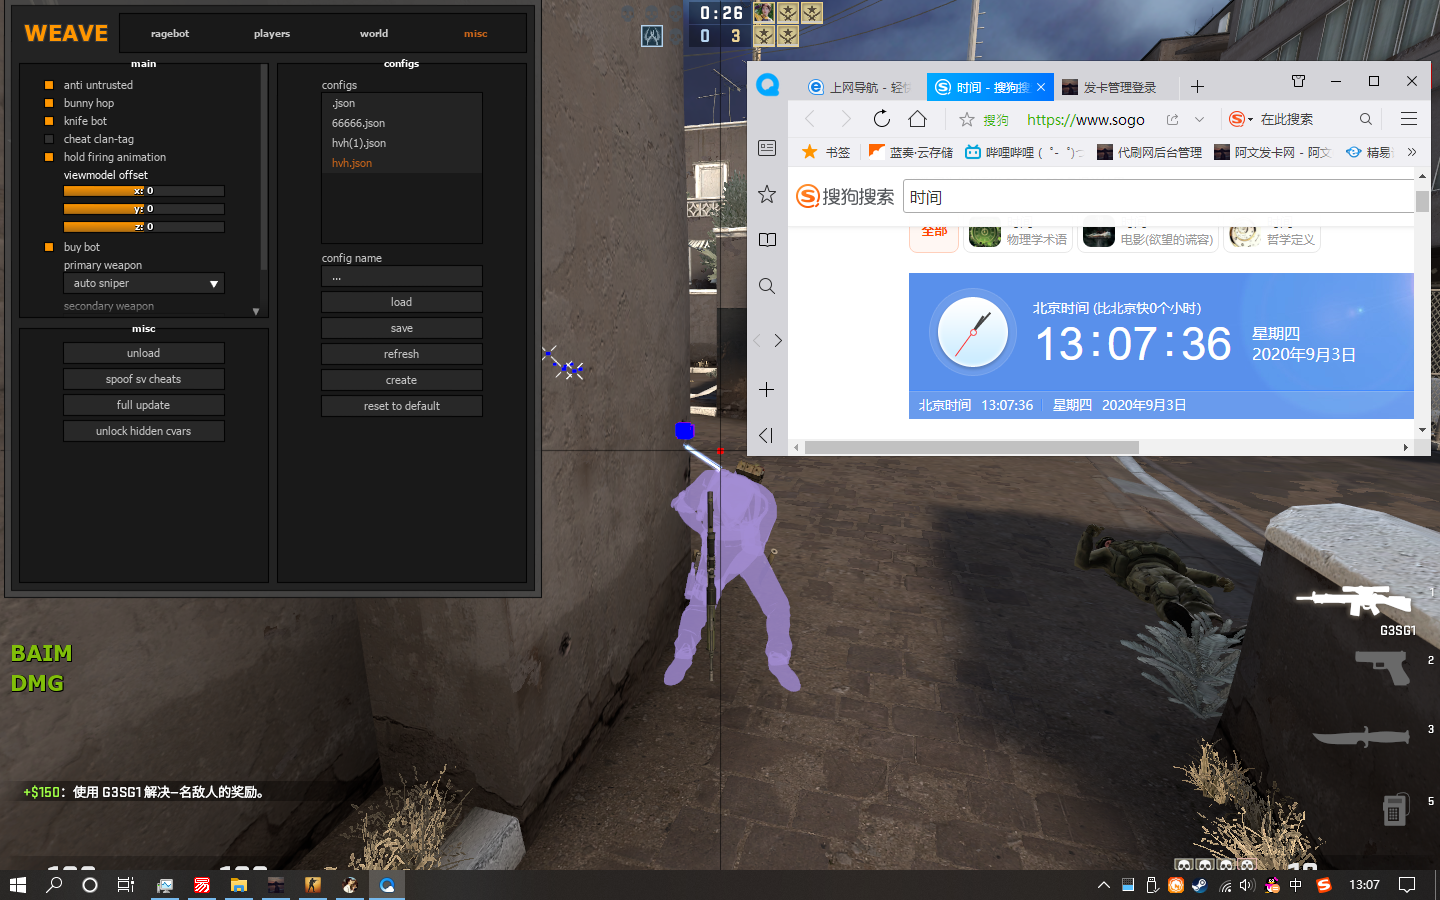 WEAVE
ragebot
players
world
misc
main
anti untrusted
bunny hop
knife bot
cheat clan-tag
hold firing animation
viewmodel offset
x: 0
y: 0
z: 0
buy bot
primary weapon
auto sniper
secondary weapon
misc
unload
spoof sv cheats
full update
unlock hidden cvars
configs
configs
.json
66666.json
hvh(1).json
hvh.json
config name
...
load
save
refresh
create
reset to default
0:26
0 3
上网导航 - 轻快
时间 - 搜狗搜
发卡管理登录
搜狗
https://www.sogo
在此搜索
书签
蓝奏·云存储
哔哩哔哩 ( ゜- ゜)つ
代刷网后台管理
阿文发卡网 - 阿文
精易
搜狗搜索
时间
全部
物理学术语
电影(欲望的谎容)
哲学定义
北京时间 (比北京快0个小时)
13:07:36
星期四
2020年9月3日
北京时间 13:07:36 星期四 2020年9月3日
BAIM
DMG
+$150: 使用 G3SG1 解决一名敌人的奖励。
1
G3SG1
2
3
5
中
13:07